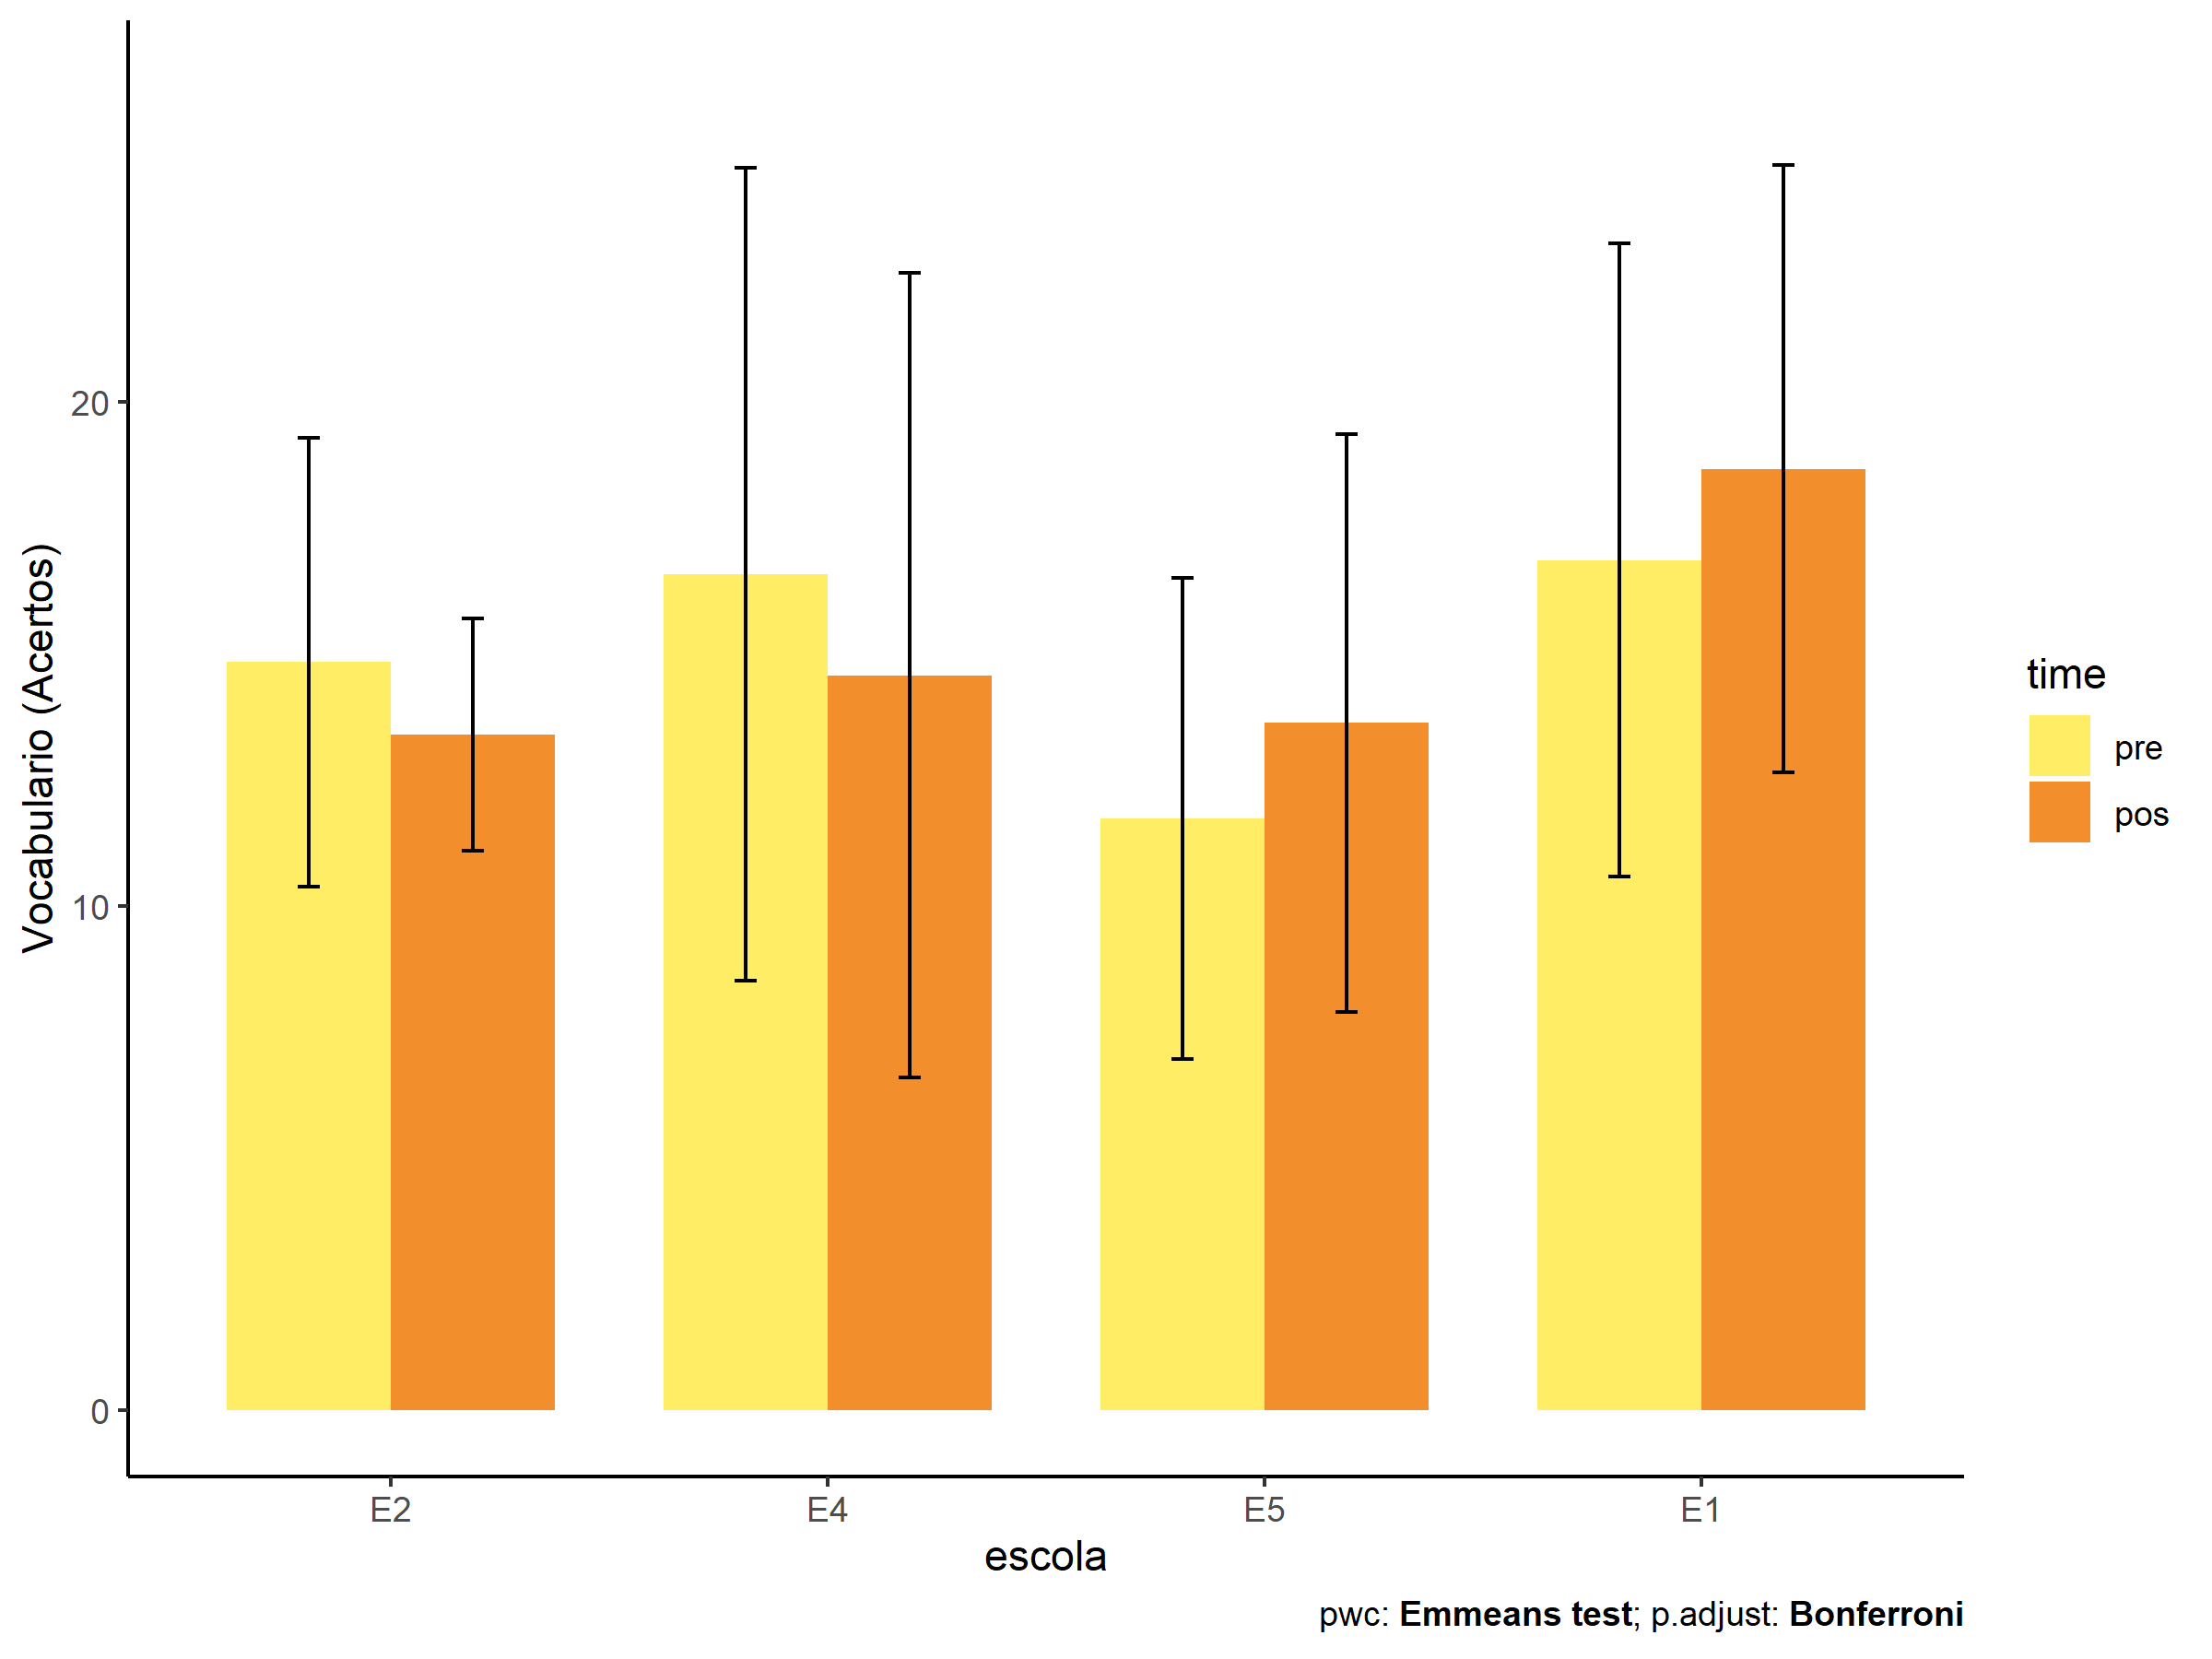 Vocabulario (Acertos)
20
10
0
E2
E4
E5
E1
escola
time
pre
pos
pwc: Emmeans test; p.adjust: Bonferroni